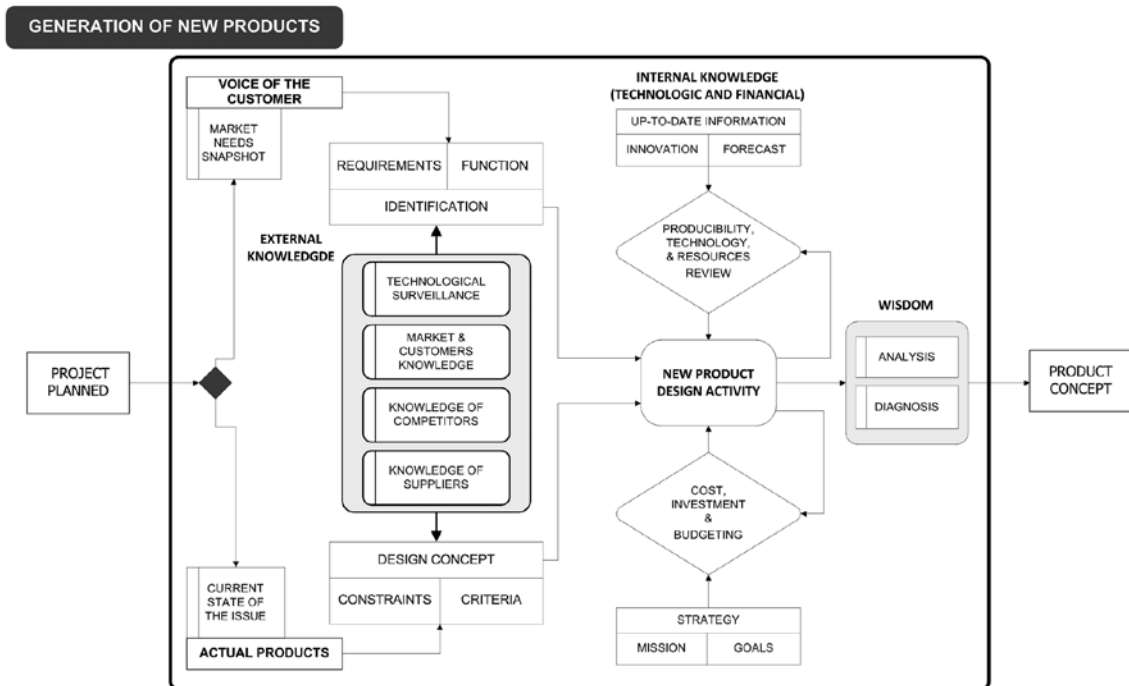 GENERATION OF NEW PRODUCTS
VOICE OF THE
CUSTOMER
MARKET
NEEDS
SNAPSHOT
REQUIREMENTS
FUNCTION
IDENTIFICATION
EXTERNAL
KNOWLEDGDE
TECHNOLOGICAL
SURVEILLANCE
MARKET &
CUSTOMERS
KNOWLEDGE
KNOWLEDGE OF
COMPETITORS
KNOWLEDGE OF
SUPPLIERS
DESIGN CONCEPT
CONSTRAINTS
CRITERIA
PROJECT
PLANNED
CURRENT
STATE OF
THE ISSUE
ACTUAL PRODUCTS
INTERNAL KNOWLEDGE
(TECHNOLOGIC AND FINANCIAL)
UP-TO-DATE INFORMATION
INNOVATION
FORECAST
PRODUCIBILITY,
TECHNOLOGY,
& RESOURCES
REVIEW
NEW PRODUCT
DESIGN ACTIVITY
COST,
INVESTMENT
&
BUDGETING
STRATEGY
MISSION
GOALS
WISDOM
ANALYSIS
DIAGNOSIS
PRODUCT
CONCEPT